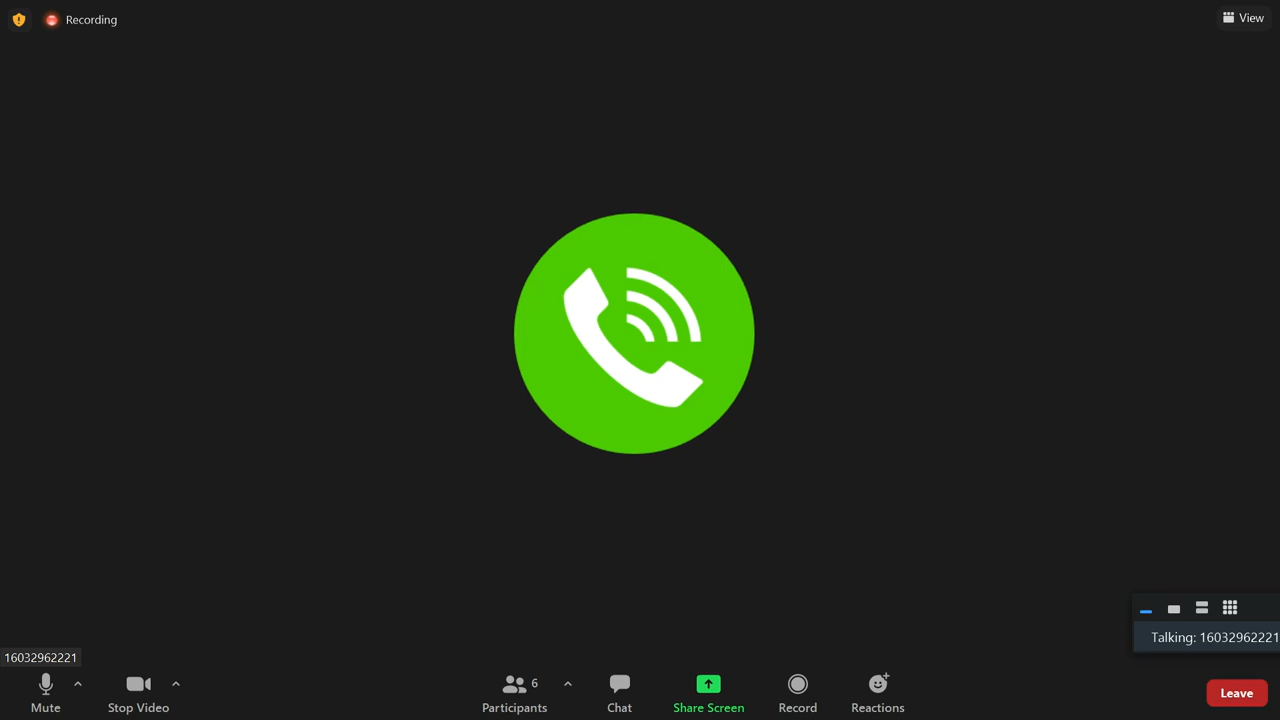 Recording
View
Talking: 16032962221
16032962221
Mute
Stop Video
Participants
6
Chat
Share Screen
Record
Reactions
Leave